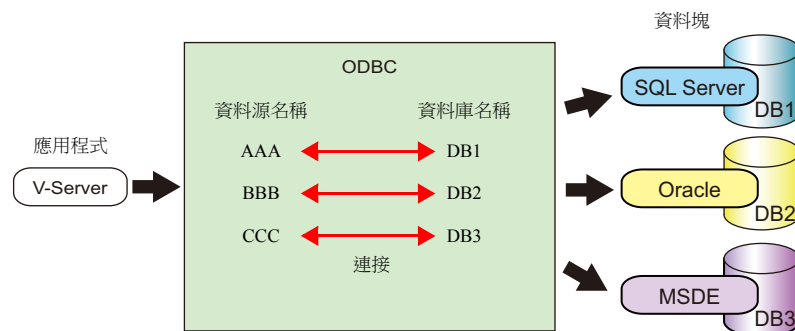 資料塊
ODBC
SQL Server
DB1
資料源名稱 資料庫名稱
應用程式
AAA DB1
V-Server
BBB DB2
Oracle
DB2
CCC DB3
連接
MSDE
DB3